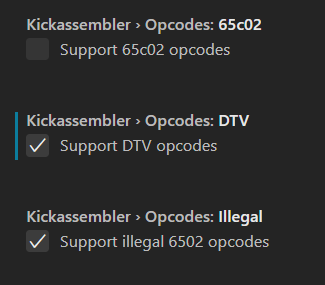 Kickassembler › Opcodes: 65c02
Support 65c02 opcodes
Kickassembler › Opcodes: DTV
Support DTV opcodes
Kickassembler › Opcodes: Illegal
Support illegal 6502 opcodes